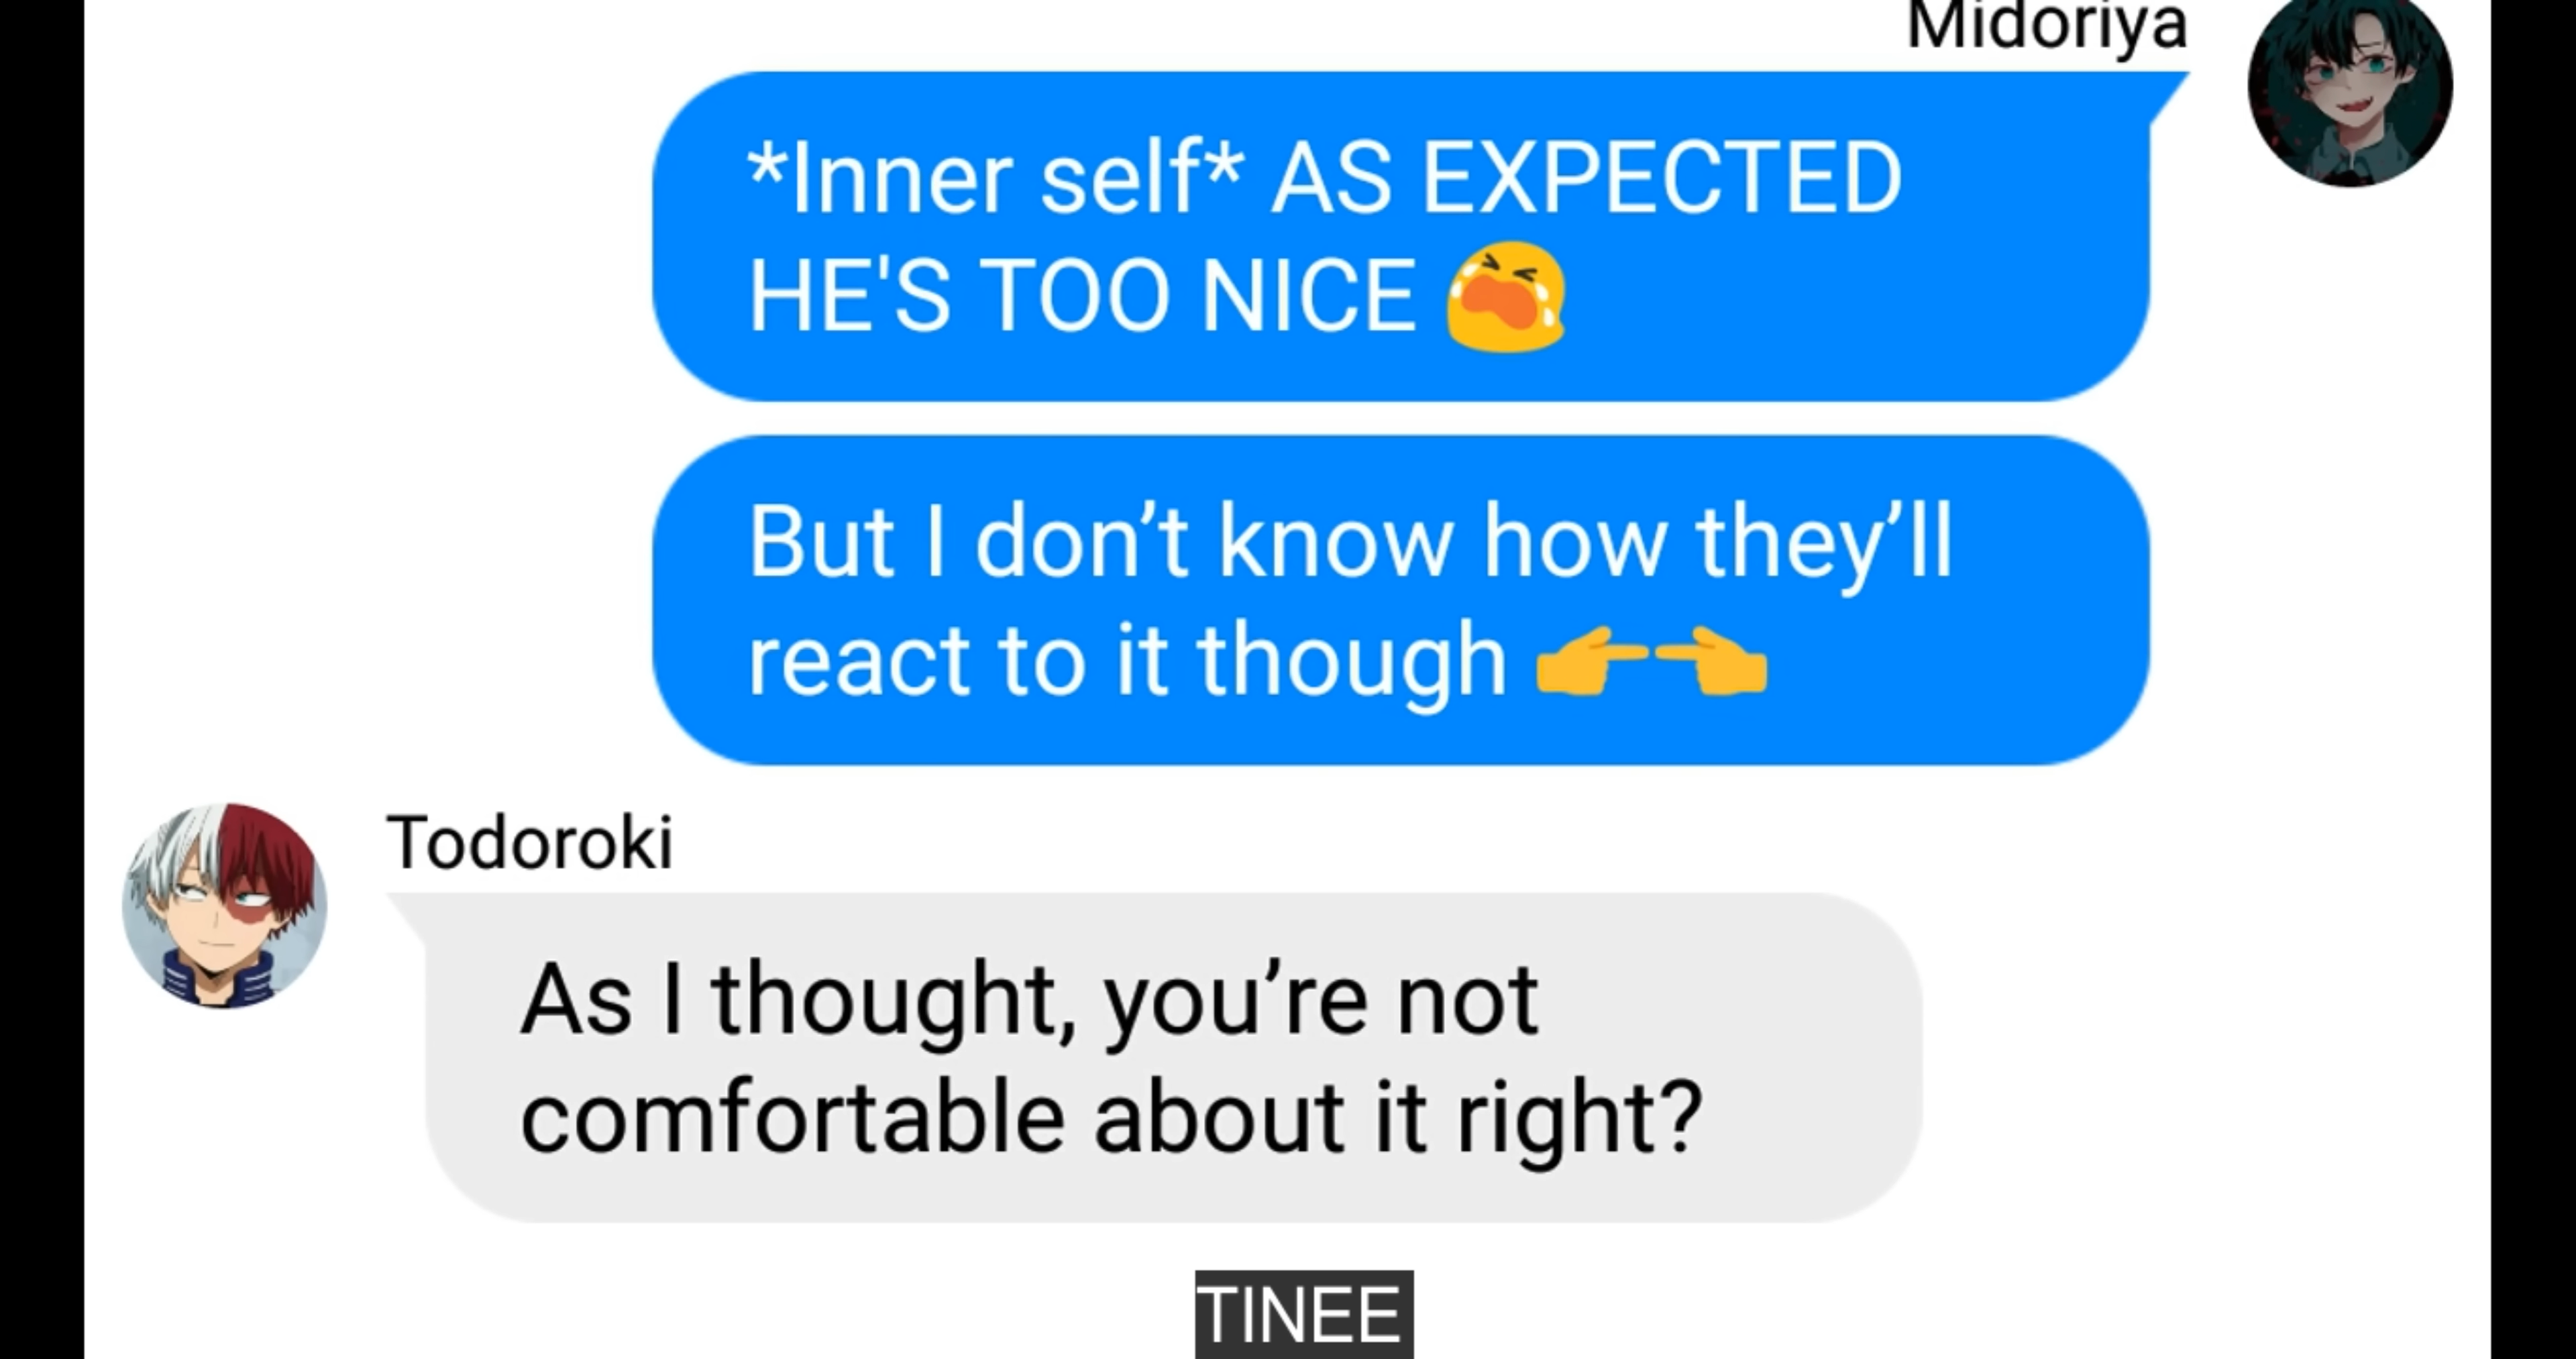 Midoriya
*Inner self* AS EXPECTED
HE'S TOO NICE 😭
But I don’t know how they’ll
react to it though 👉👈
Todoroki
As I thought, you’re not
comfortable about it right?
TINEE